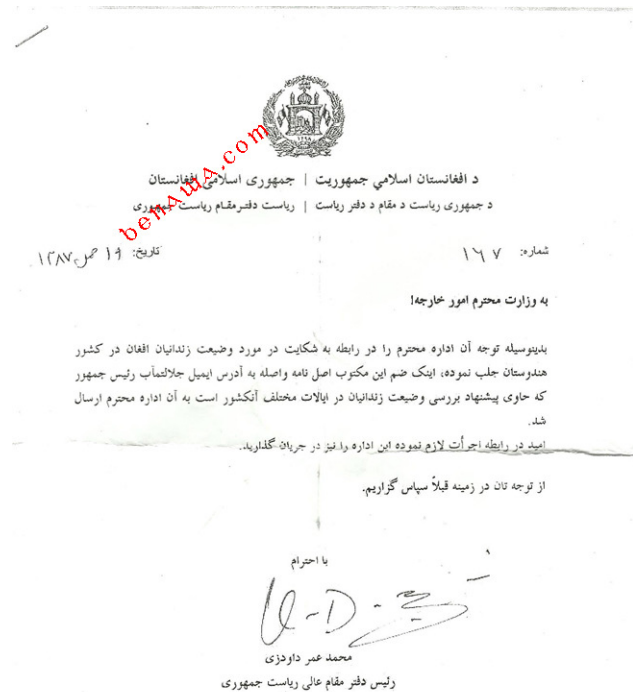 benawa.com
د افغانستان اسلامي جمهوریت | جمهوری اسلامی افغانستان
د جمهوری ریاست د مقام د دفتر ریاست | ریاست دفتر مقام ریاست جمهوری
شماره: ۱۶۷
تاریخ: ۱۹ حمل ۱۳۸۷
به وزارت محترم امور خارجه!
بدینوسیله توجه آن اداره محترم را در رابطه به شکایت در مورد وضیعت زندانیان افغان در کشور
هندوستان جلب نموده، اینک ضم این مکتوب اصل نامه واصله به آدرس ایمیل جلالتمآب رئیس جمهور
که حاوی پیشنهاد بررسی وضیعت زندانیان در ایالات مختلف آنکشور است به آن اداره محترم ارسال
شد.
امید در رابطه اجرأت لازم نموده این اداره را نیز در جریان گذارید.
از توجه تان در زمینه قبلاً سپاس گزاریم.
با احترام
محمد عمر داودزی
رئیس دفتر مقام عالی ریاست جمهوری